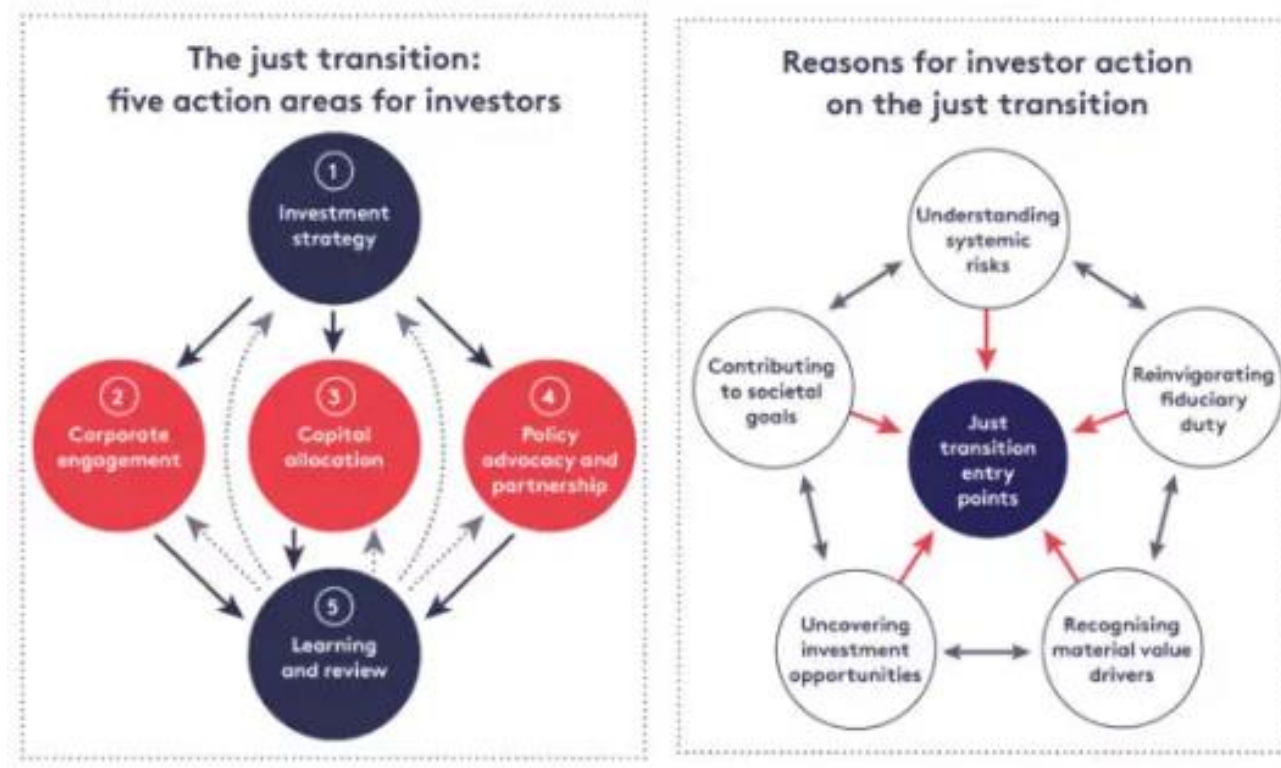 The just transition:
five action areas for investors
1
Investment
strategy
2
Corporate
engagement
3
Capital
allocation
4
Policy
advocacy and
partnership
5
Learning
and review
Reasons for investor action
on the just transition
Understanding
systemic
risks
Contributing
to societal
goals
Reinvigorating
fiduciary
duty
Just
transition
entry
points
Uncovering
investment
opportunities
Recognising
material value
drivers